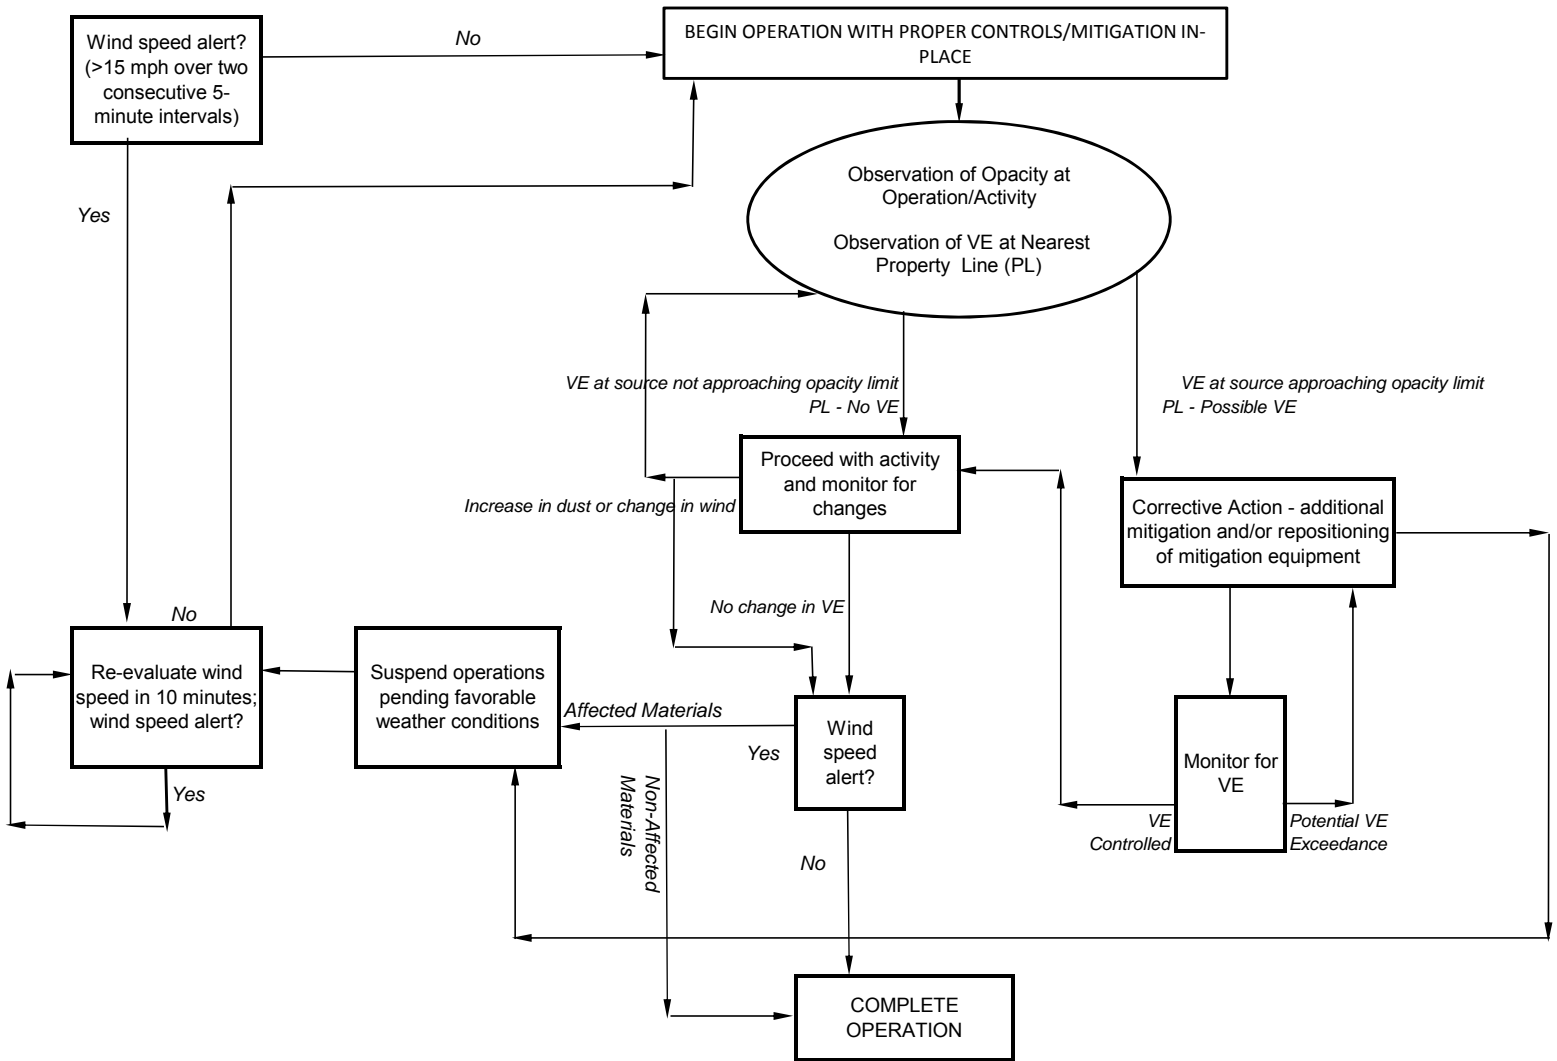 Wind speed alert?
(>15 mph over two
consecutive 5-
minute intervals)
No
BEGIN OPERATION WITH PROPER CONTROLS/MITIGATION IN-
PLACE
Yes
Observation of Opacity at
Operation/Activity
Observation of VE at Nearest
Property Line (PL)
VE at source not approaching opacity limit
PL - No VE
VE at source approaching opacity limit
PL - Possible VE
Proceed with activity
and monitor for
changes
Increase in dust or change in wind
Corrective Action - additional
mitigation and/or repositioning
of mitigation equipment
No change in VE
No
Re-evaluate wind
speed in 10 minutes;
wind speed alert?
Yes
Suspend operations
pending favorable
weather conditions
Affected Materials
Yes
Non-Affected
Materials
Wind
speed
alert?
No
Monitor for
VE
VE
Controlled
Potential VE
Exceedance
COMPLETE
OPERATION